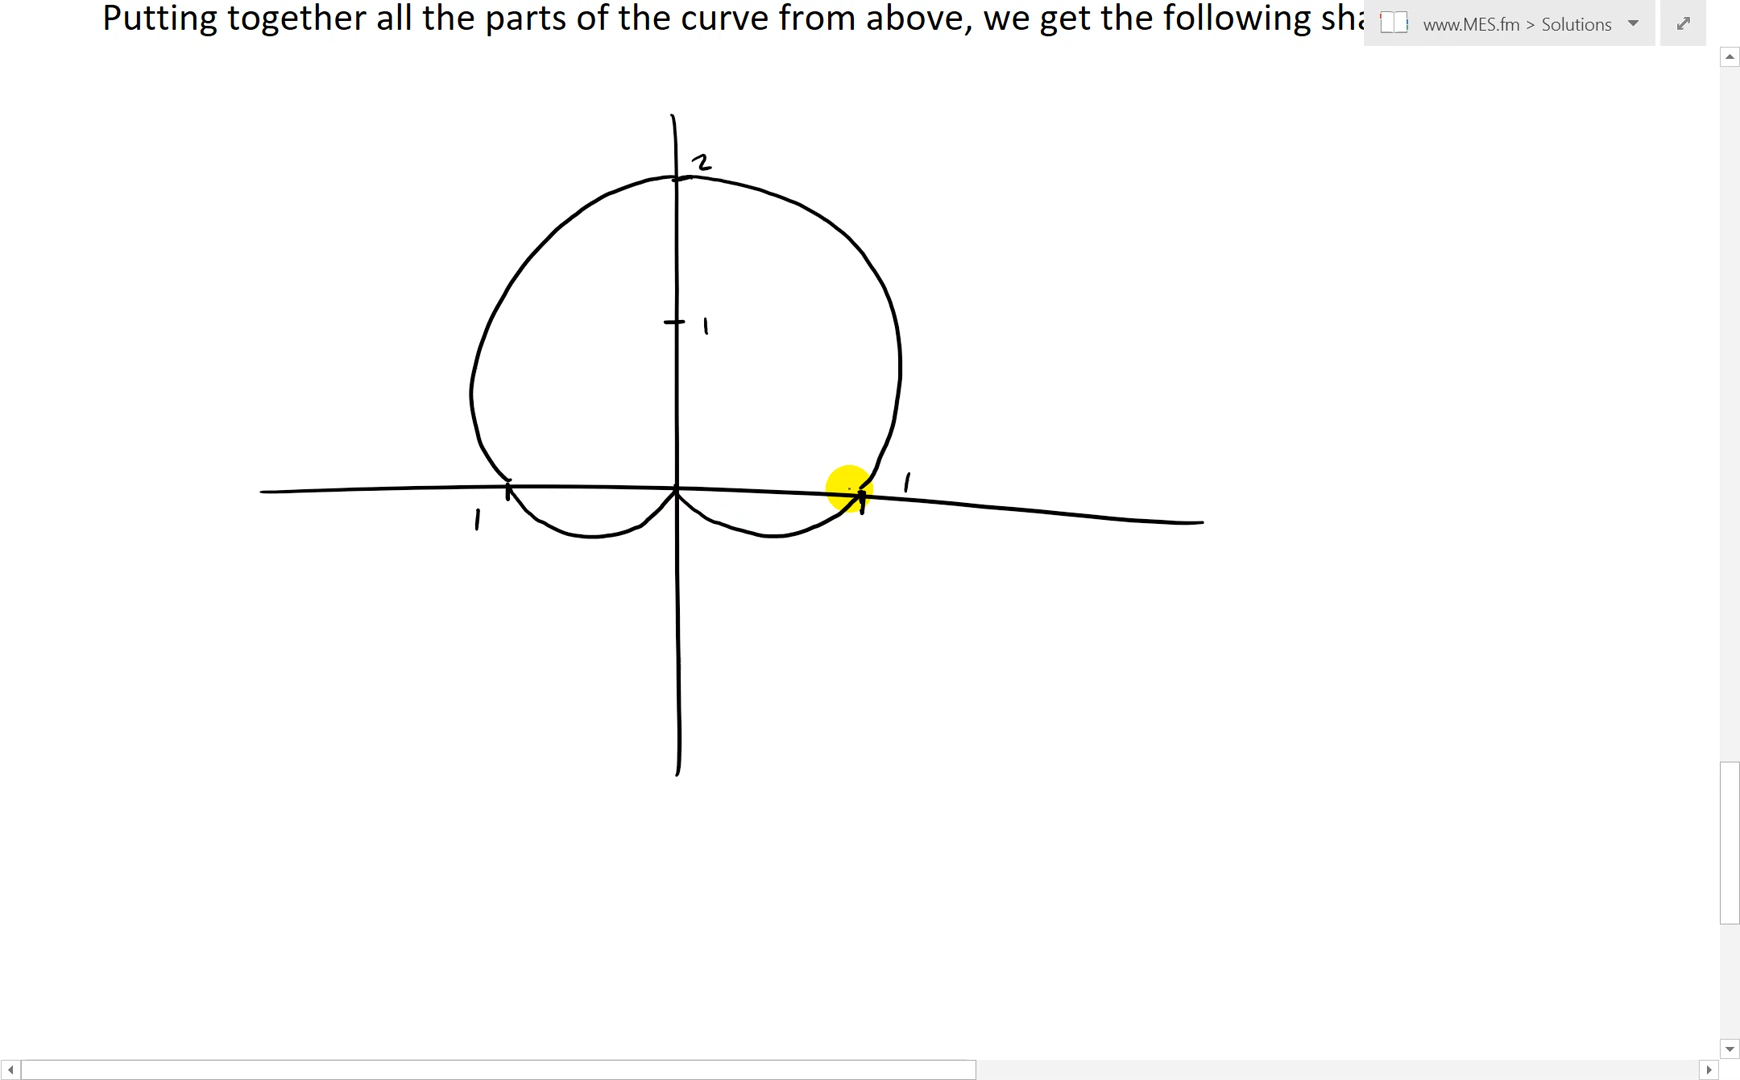 Putting together all the parts of the curve from above, we get the following sha
www.MES.fm > Solutions
2
1
1
1